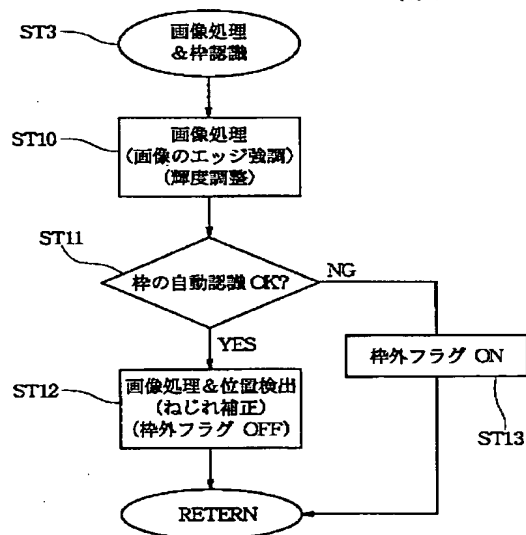 ST3
画像処理
&枠認識
ST10
画像処理
(画像のエッジ強調)
(輝度調整)
ST11
枠の自動認識 OK?
NG
YES
枠外フラグ ON
ST12
画像処理&位置検出
(ねじれ補正)
(枠外フラグ OFF)
ST13
RETERN